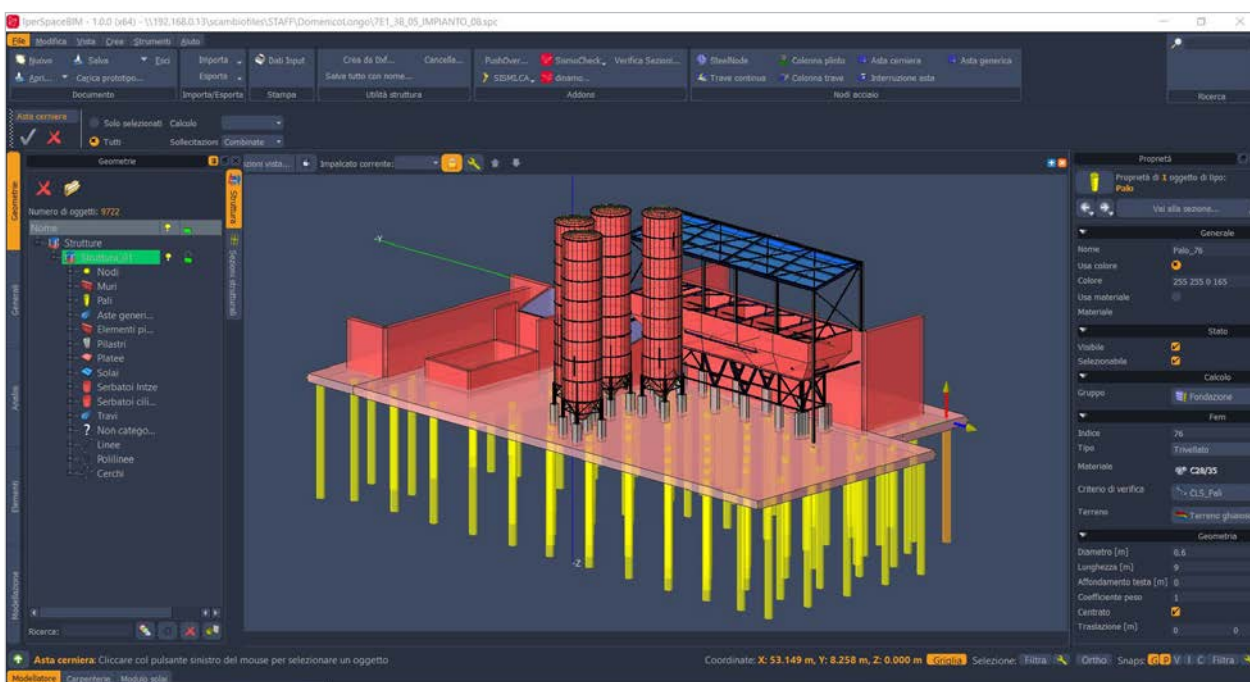 IperSpaceBIM - 1.0.0 (x64) - \\192.168.0.13\scambiofiles\STAFF\DomenicoLongo\7E1_3B_05_IMPIANTO_08.spc
File Modifica Vista Crea Strumenti Aiuto
Nuovo Salva Esci Importa Dati Input Crea da Dxf... Cancella... PushOver... SismoCheck Verifica Sezioni... SteelNode Colonna plinto Asta cerniera Asta generica
Apri... Carica prototipo... Esporta Salva tutto con nome... SISMI.CA dinamo... Trave continua Colonna trave Interruzione asta
Documento Importa/Esporta Stampa Utilità struttura Addons Nodi acciaio Ricerca
Asta cerniere
Solo selezionati Calcolo
Tutti Sollecitazioni Combinate
Geometrie
Impalcato corrente:
Numero di oggetti: 9722
Nome
Strutture
Struttura_01
Nodi
Muri
Pali
Aste generi...
Elementi pi...
Pilastri
Platee
Solai
Serbatoi Intze
Serbatoi cili...
Travi
Non catego...
Linee
Polilinee
Cerchi
Ricerca:
Geometrie
Generali
Analisi
Elementi
Modellazione
Struttura
Sezioni strutturali
-Y
-Z
Proprietà
Proprietà di 1 oggetto di tipo:
Palo
Vai alla sezione...
Generale
Nome Palo_76
Usa colore
Colore 255 255 0 165
Usa materiale
Materiale
Stato
Visibile
Selezionabile
Calcolo
Gruppo Fondazione
Fem
Indice 76
Tipo Trivellato
Materiale C28/35
Criterio di verifica CLS_Pali
Terreno Terreno ghiaioso
Geometria
Diametro [m] 0.6
Lunghezza [m] 9
Affondamento testa [m] 0
Coefficiente peso 1
Centrato
Traslazione [m] 0 0
Asta cerniera: Cliccare col pulsante sinistro del mouse per selezionare un oggetto
Coordinate: X: 53.149 m, Y: 8.258 m, Z: 0.000 m Griglia Selezione: Filtra Ortho Snaps: G P V I C Filtra
Modellatore Carpenterie Modulo solai